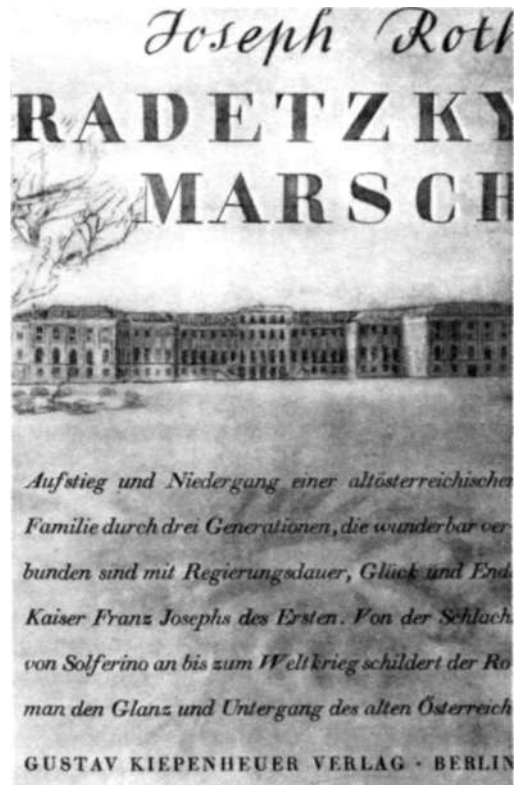 Joseph Roth
RADETZKY
MARSCH
Aufstieg und Niedergang einer altösterreichischen
Familie durch drei Generationen, die wunderbar ver-
bunden sind mit Regierungsdauer, Glück und End
Kaiser Franz Josephs des Ersten. Von der Schlach
von Solferino an bis zum Weltkrieg schildert der Ro
man den Glanz und Untergang des alten Österreich
GUSTAV KIEPENHEUER VERLAG · BERLIN